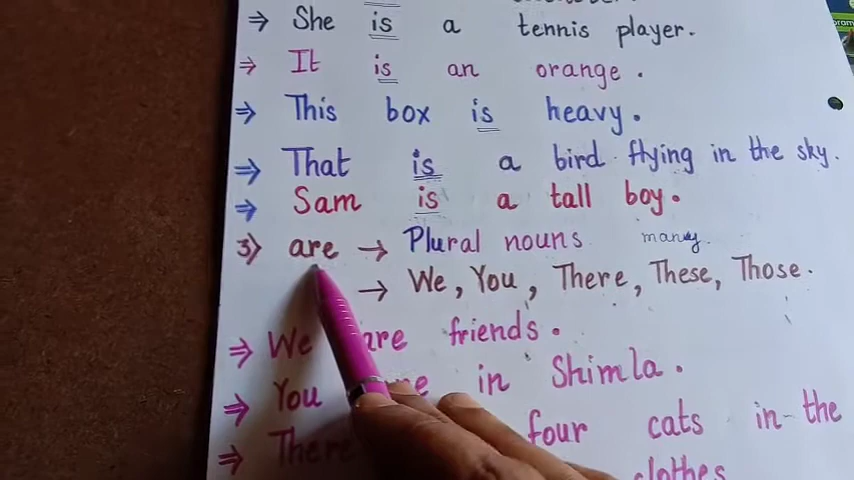 ⇒ She is a tennis player.
⇒ It is an orange.
⇒ This box is heavy.
⇒ That is a bird flying in the sky.
⇒ Sam is a tall boy.
3) are → Plural nouns many
→ We, You, There, These, Those.
⇒ We are friends.
⇒ You in Shimla.
⇒ There four cats in the
clothes